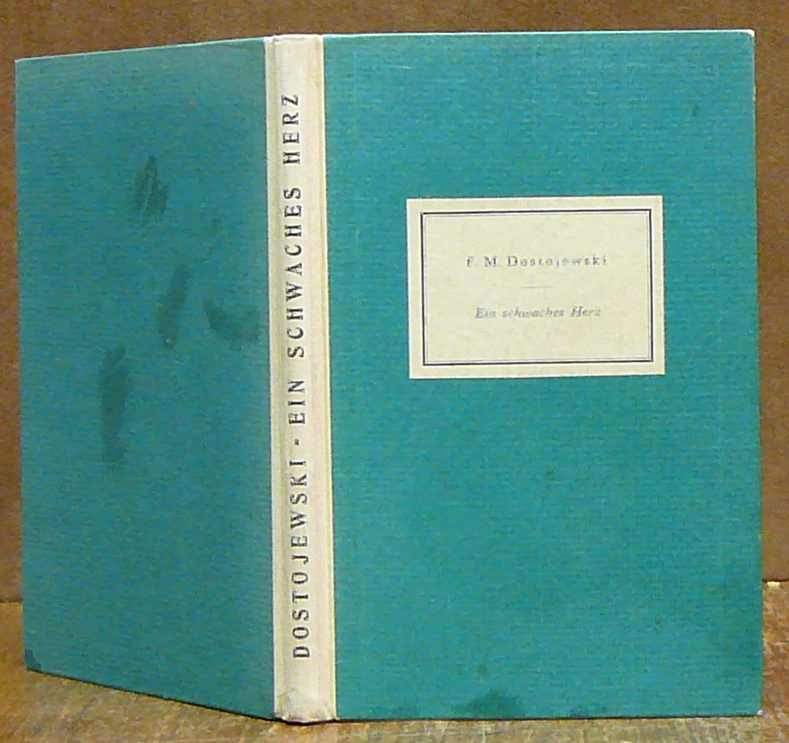 DOSTOJEWSKI - EIN SCHWACHES HERZ
F. M. Dostojewski
Ein schwaches Herz